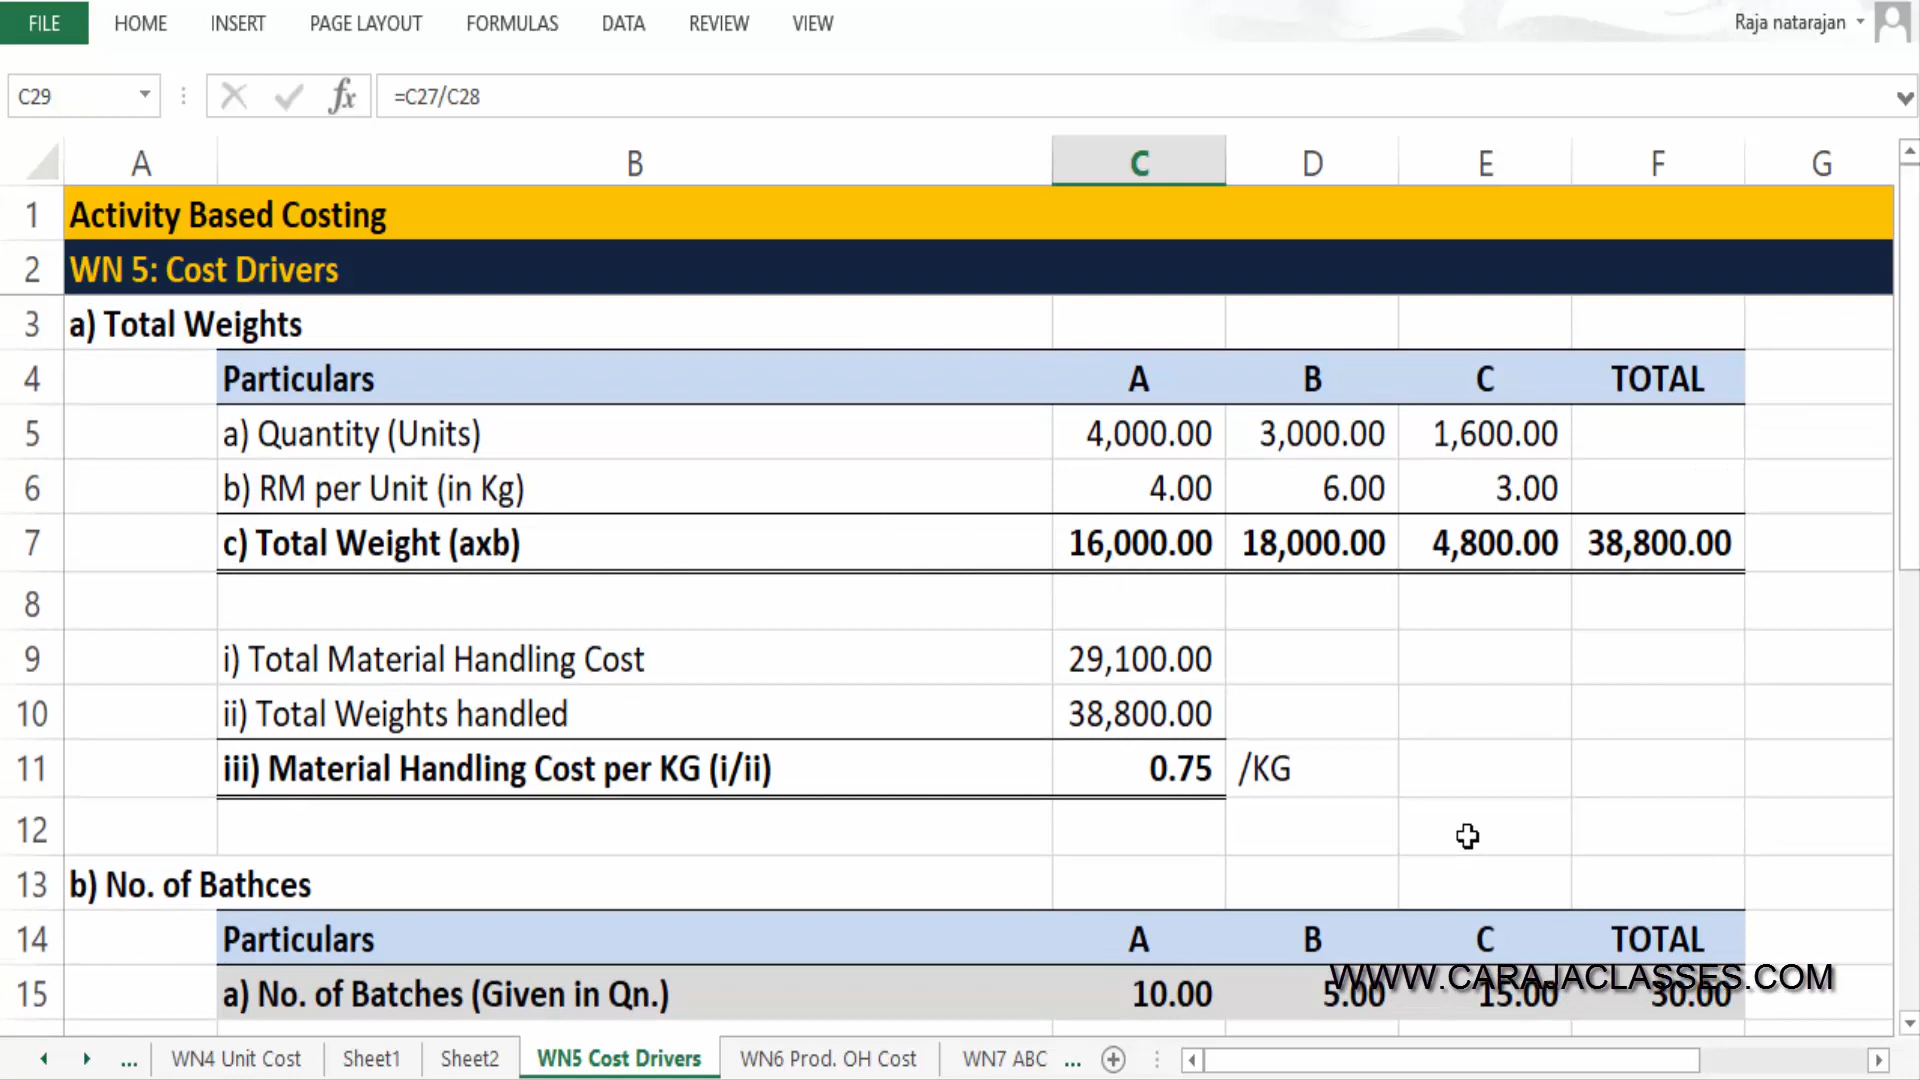 FILE HOME INSERT PAGE LAYOUT FORMULAS DATA REVIEW VIEW Raja natarajan
C29 fx =C27/C28
A B C D E F G
1 Activity Based Costing
2 WN 5: Cost Drivers
3 a) Total Weights
4 Particulars A B C TOTAL
5 a) Quantity (Units) 4,000.00 3,000.00 1,600.00
6 b) RM per Unit (in Kg) 4.00 6.00 3.00
7 c) Total Weight (axb) 16,000.00 18,000.00 4,800.00 38,800.00
8
9 i) Total Material Handling Cost 29,100.00
10 ii) Total Weights handled 38,800.00
11 iii) Material Handling Cost per KG (i/ii) 0.75 /KG
12
13 b) No. of Bathces
14 Particulars A B C TOTAL
WWW.CARAJACLASSES.COM
15 a) No. of Batches (Given in Qn.) 10.00 5.00 15.00 30.00
... WN4 Unit Cost Sheet1 Sheet2 WN5 Cost Drivers WN6 Prod. OH Cost WN7 ABC ...